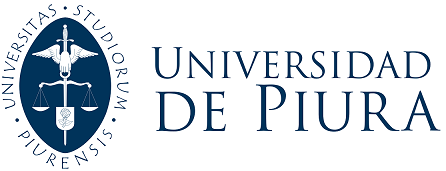 UNIVERSITAS · STUDIORUM · PIURENSIS ·
UNIVERSIDAD
DE PIURA